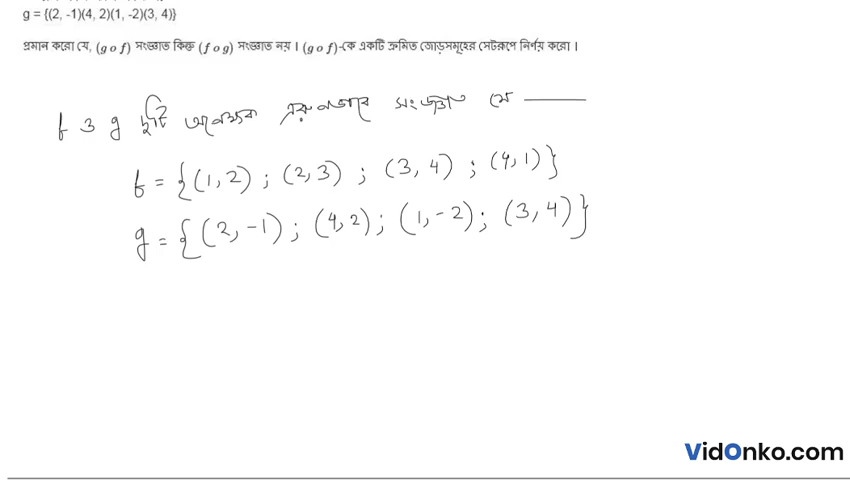 g = {(2, -1)(4, 2)(1, -2)(3, 4)}
প্রমান করো যে, (g o f) সংজ্ঞাত কিন্তু (f o g) সংজ্ঞাত নয় । (g o f)-কে একটি ক্রমিত জোড়সমূহের সেটরূপে নির্ণয় করো ।
f ও g দুটি অপেক্ষক এরূপভাবে সংজ্ঞাত যে ———
f = {(1, 2) ; (2, 3) ; (3, 4) ; (4, 1)}
g = {(2, -1) ; (4, 2) ; (1, -2) ; (3, 4)}
VidOnko.com